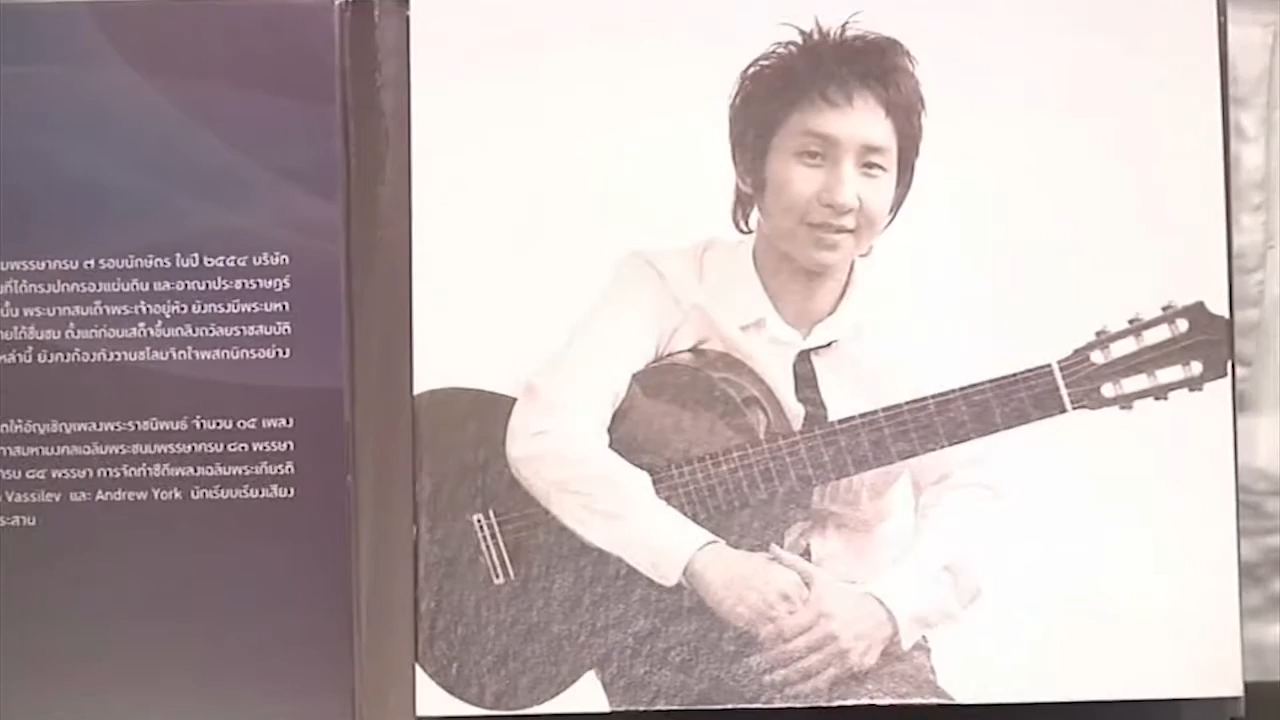 มพรรษาครบ ๗ รอบนักษัตร ในปี ๒๕๕๔ บริษัท
ที่ได้ทรงปกครองแผ่นดิน และอาณาประชาราษฎร์
นั้น พระบาทสมเด็จพระเจ้าอยู่หัว ยังทรงมีพระมหา
ายได้ชื่นชม ตั้งแต่ก่อนเสด็จขึ้นเถลิงถวัลยราชสมบัติ
หล่านี้ ยังคงก้องกังวานชโลมจิตใจพสกนิกรอย่าง
ตให้อัญเชิญเพลงพระราชนิพนธ์ จำนวน ๑๕ เพลง
กาสมหามงคลเฉลิมพระชนมพรรษาครบ ๘๓ พรรษา
ครบ ๘๔ พรรษา การจัดทำซีดีเพลงเฉลิมพระเกียรติ
Vassilev และ Andrew York นักเรียบเรียงเสียง
ระสาน